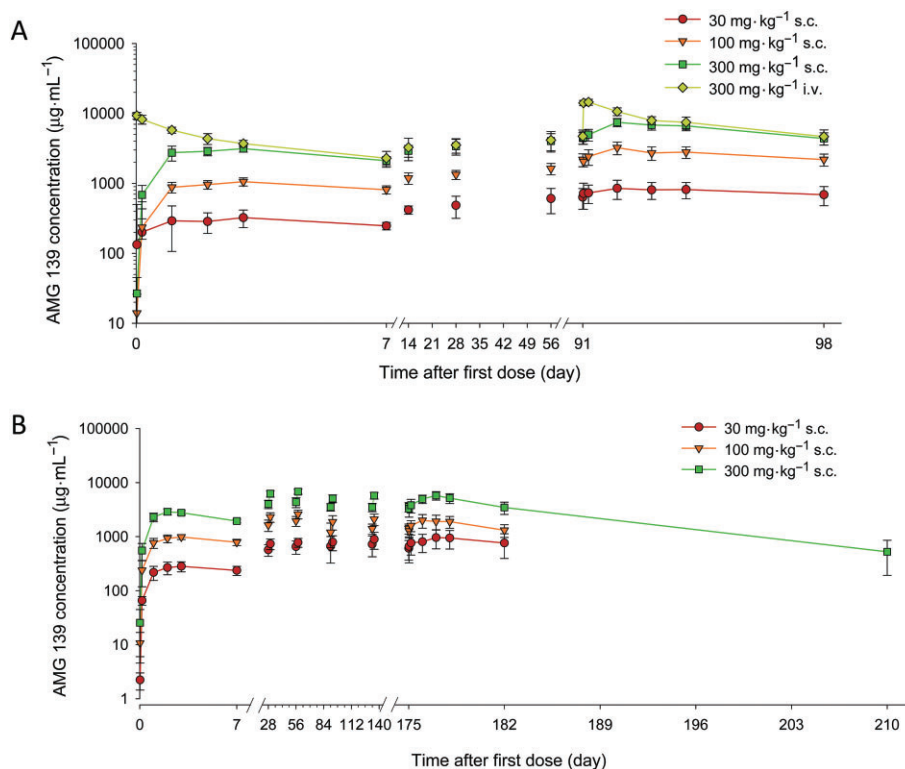 A
30 mg·kg⁻¹ s.c.
100 mg·kg⁻¹ s.c.
300 mg·kg⁻¹ s.c.
300 mg·kg⁻¹ i.v.
AMG 139 concentration (µg·mL⁻¹)
100000
10000
1000
100
10
0 7 14 21 28 35 42 49 56 91 98
Time after first dose (day)
B
30 mg·kg⁻¹ s.c.
100 mg·kg⁻¹ s.c.
300 mg·kg⁻¹ s.c.
AMG 139 concentration (µg·mL⁻¹)
100000
10000
1000
100
10
1
0 7 28 56 84 112 140 175 182 189 196 203 210
Time after first dose (day)